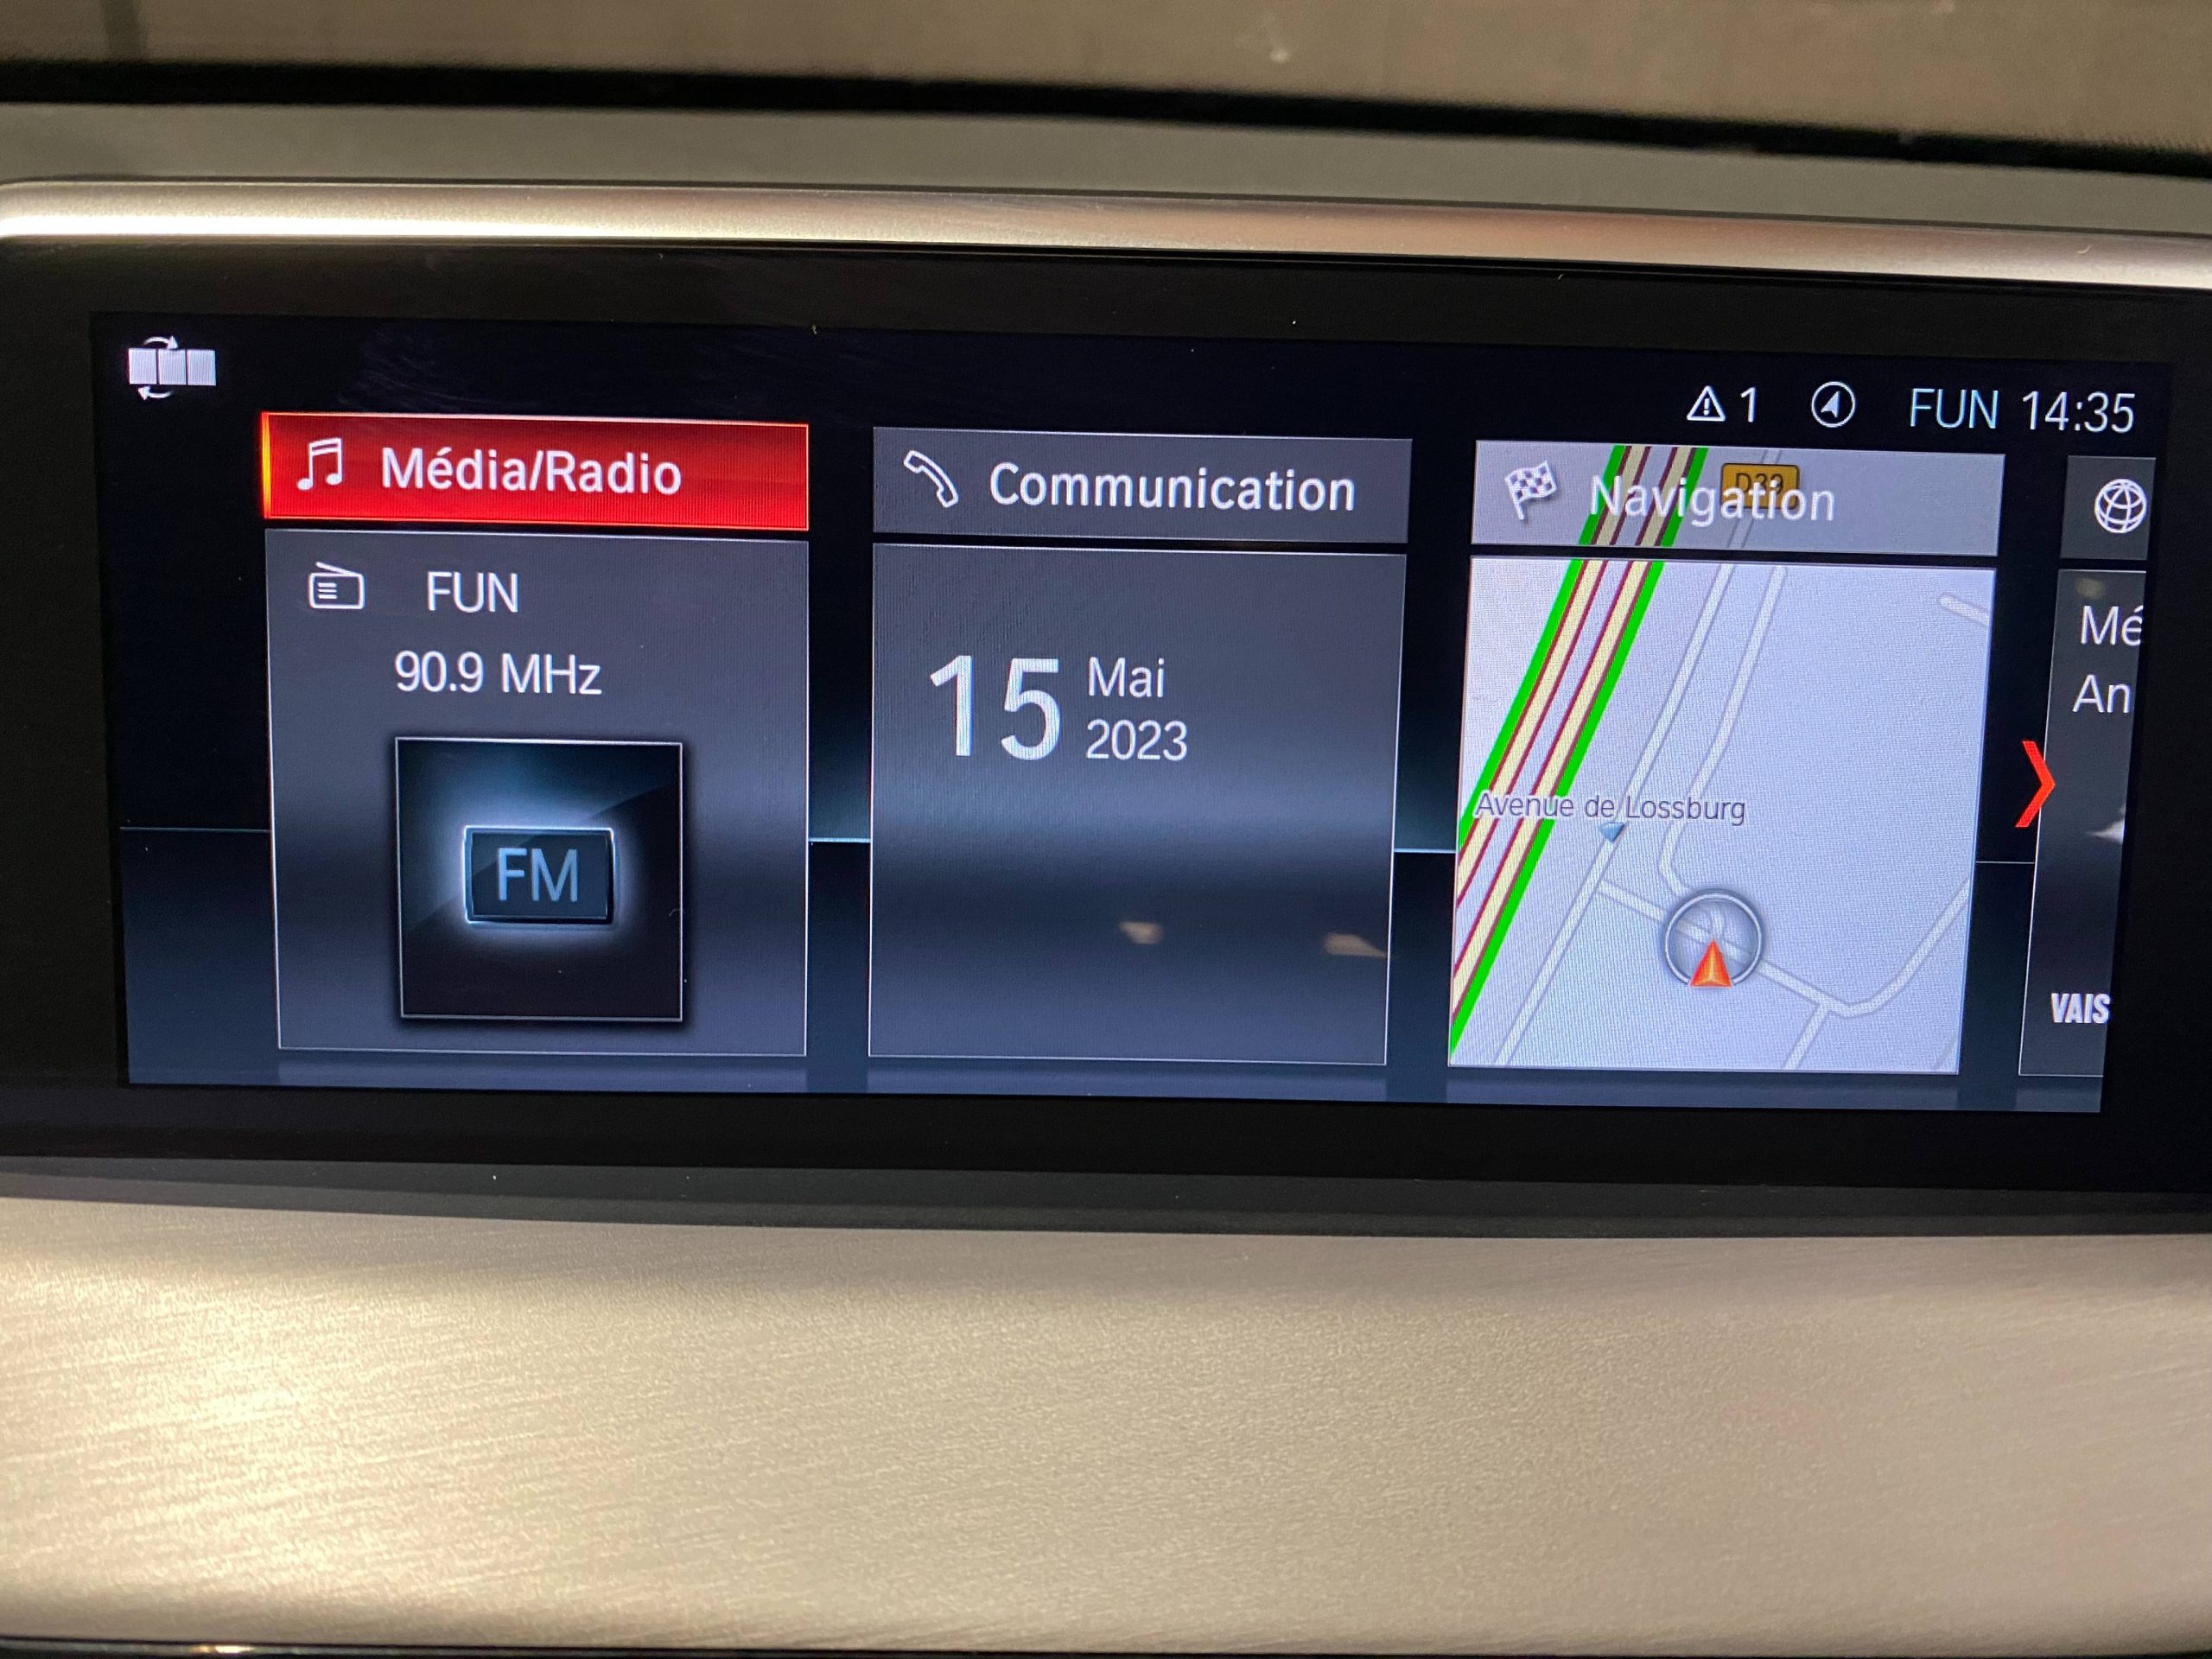 1 FUN 14:35
Média/Radio
Communication
Navigation
FUN
90.9 MHz
FM
15 Mai
2023
Avenue de Lossburg
Mé
An
VAIS